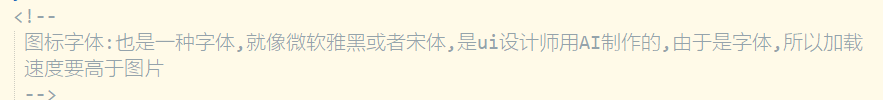 <!--
图标字体:也是一种字体,就像微软雅黑或者宋体,是ui设计师用AI制作的,由于是字体,所以加载
速度要高于图片
-->